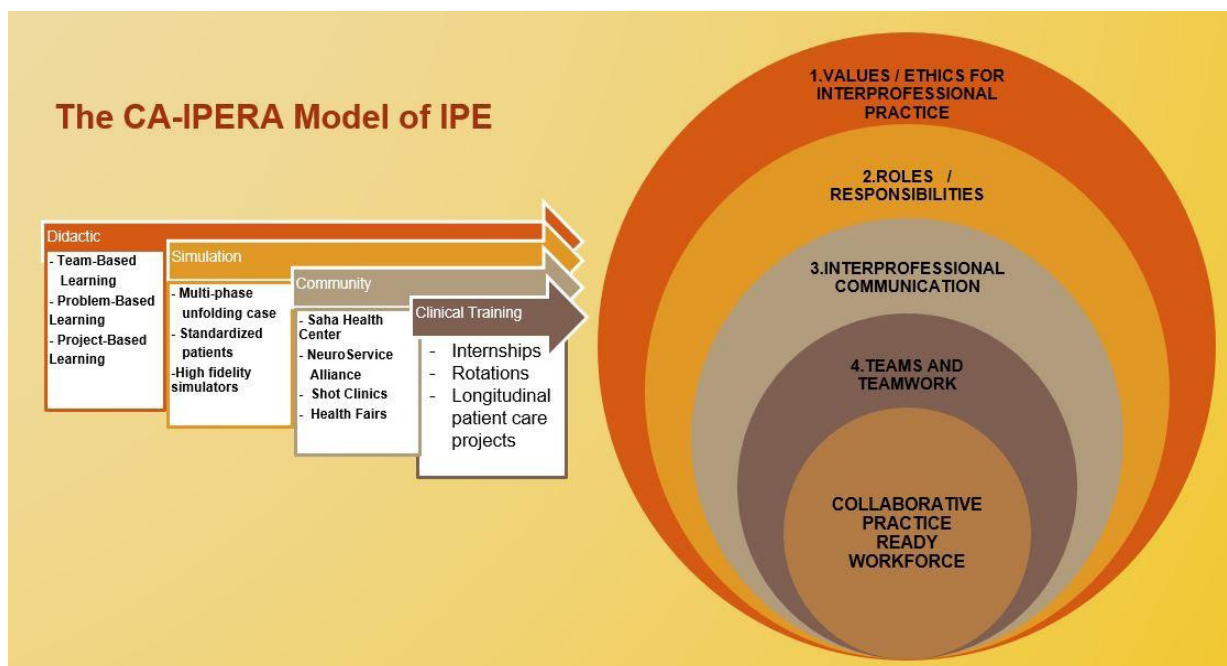 The CA-IPERA Model of IPE
Didactic
- Team-Based
Learning
- Problem-Based
Learning
- Project-Based
Learning
Simulation
- Multi-phase
unfolding case
- Standardized
patients
-High fidelity
simulators
Community
- Saha Health
Center
- NeuroService
Alliance
- Shot Clinics
- Health Fairs
Clinical Training
- Internships
- Rotations
- Longitudinal
patient care
projects
1.VALUES / ETHICS FOR
INTERPROFESSIONAL
PRACTICE
2.ROLES /
RESPONSIBILITIES
3.INTERPROFESSIONAL
COMMUNICATION
4.TEAMS AND
TEAMWORK
COLLABORATIVE
PRACTICE
READY
WORKFORCE